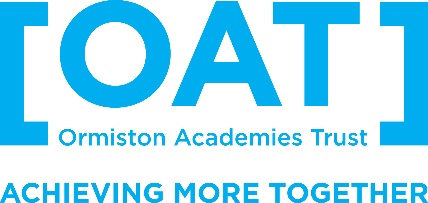 [OAT]
Ormiston Academies Trust
ACHIEVING MORE TOGETHER